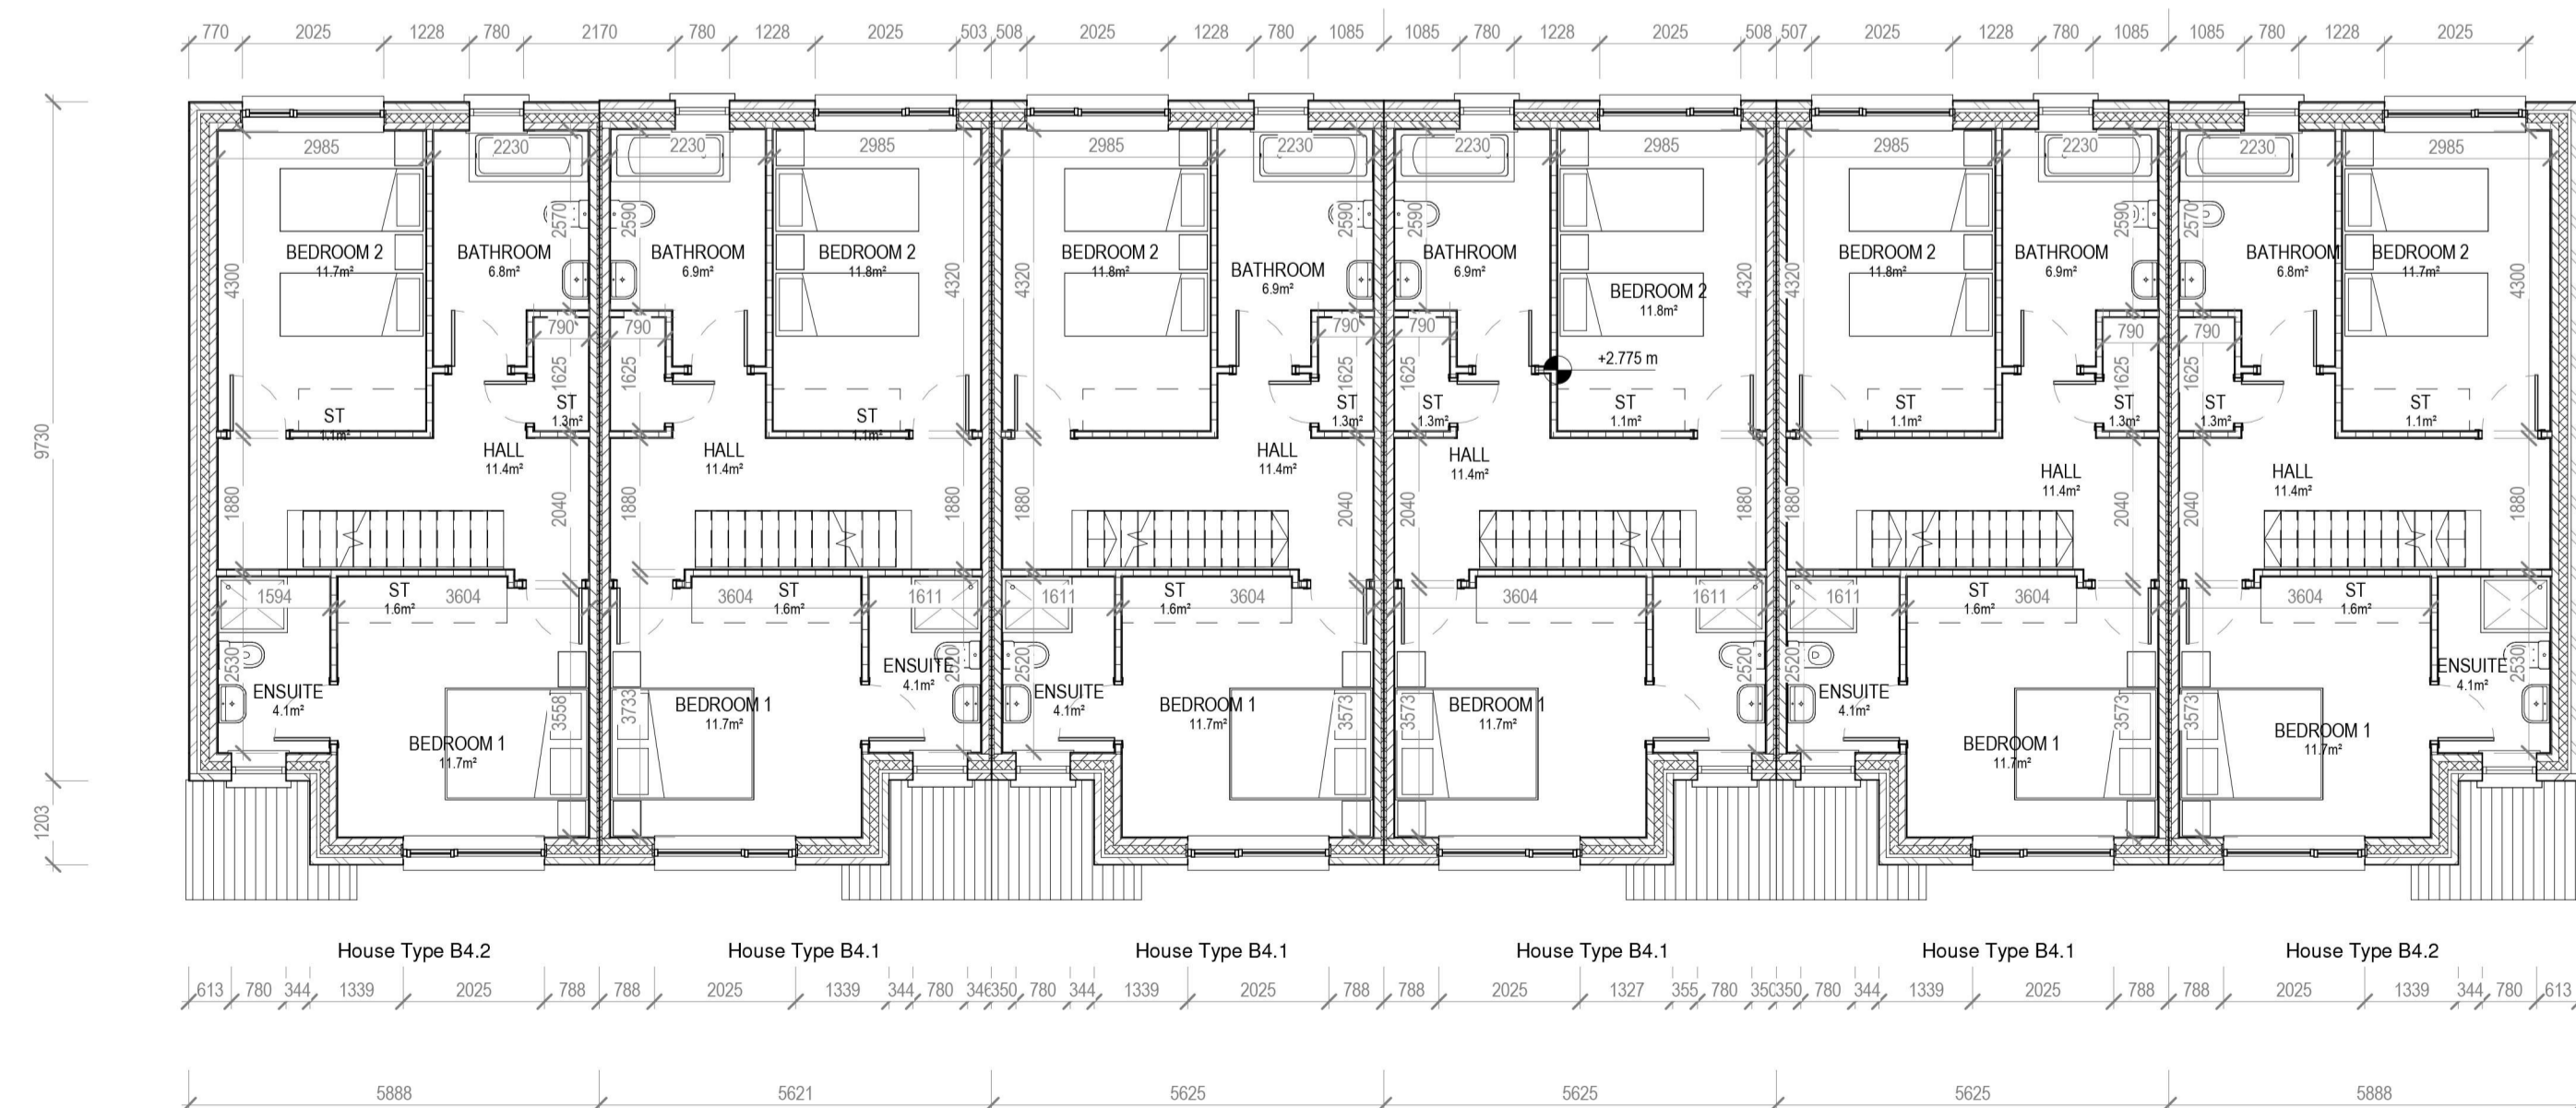 770 2025 1228 780 2170 780 1228 2025 503 508 2025 1228 780 1085 1085 780 1228 2025 508 507 2025 1228 780 1085 1085 780 1228 2025
2985 2230 2230 2985 2985 2230 2230 2985 2985 2230 2230 2985
2570 2590 2590 2590 2590 2570
BEDROOM 2 BATHROOM BATHROOM BEDROOM 2 BEDROOM 2 BATHROOM BEDROOM 2 BATHROOM BATHROOM BEDROOM 2
11.7m² 6.8m² 6.9m² 11.8m² 11.8m² 6.9m² 11.8m² 6.9m² 6.8m² 11.7m²
BATHROOM
6.9m²
4300 4320 4320 4320 4320 4300
BEDROOM 2
11.8m²
790 790 790 790 790 790
+2.775 m
1625 1625 1625 1625 1625 1625
ST ST ST ST ST ST ST ST ST ST
1.1m² 1.3m² 1.1m² 1.3m² 1.3m² 1.1m² 1.1m² 1.3m² 1.3m² 1.1m²
9730
HALL HALL HALL HALL
11.4m² 11.4m² 11.4m² 11.4m²
HALL HALL
11.4m² 11.4m²
1880 2040 1880 1880 2040 2040 1880 1880 2040 2040 1880
ST ST ST ST ST
1594 3604 3604 1611 1611 3604 3604 1611 1611 3604 3604
1.6m² 1.6m² 1.6m² 1.6m² 1.6m²
2530 2520 2520 2520 2520 2530
ENSUITE ENSUITE
4.1m² 4.1m²
ENSUITE ENSUITE ENSUITE
4.1m² 4.1m² 4.1m²
3558 3733 3573 3573 3573 3573
BEDROOM 1 BEDROOM 1 BEDROOM 1
11.7m² 11.7m² 11.7m²
BEDROOM 1
11.7m²
BEDROOM 1 BEDROOM 1
11.7m² 11.7m²
1203
House Type B4.2 House Type B4.1 House Type B4.1 House Type B4.1 House Type B4.1 House Type B4.2
613 780 344 1339 2025 788 788 2025 1339 344 780 346 350 780 344 1339 2025 788 788 2025 1327 355 780 350 350 780 344 1339 2025 788 788 2025 1339 344 780 613
5888 5621 5625 5625 5625 5888